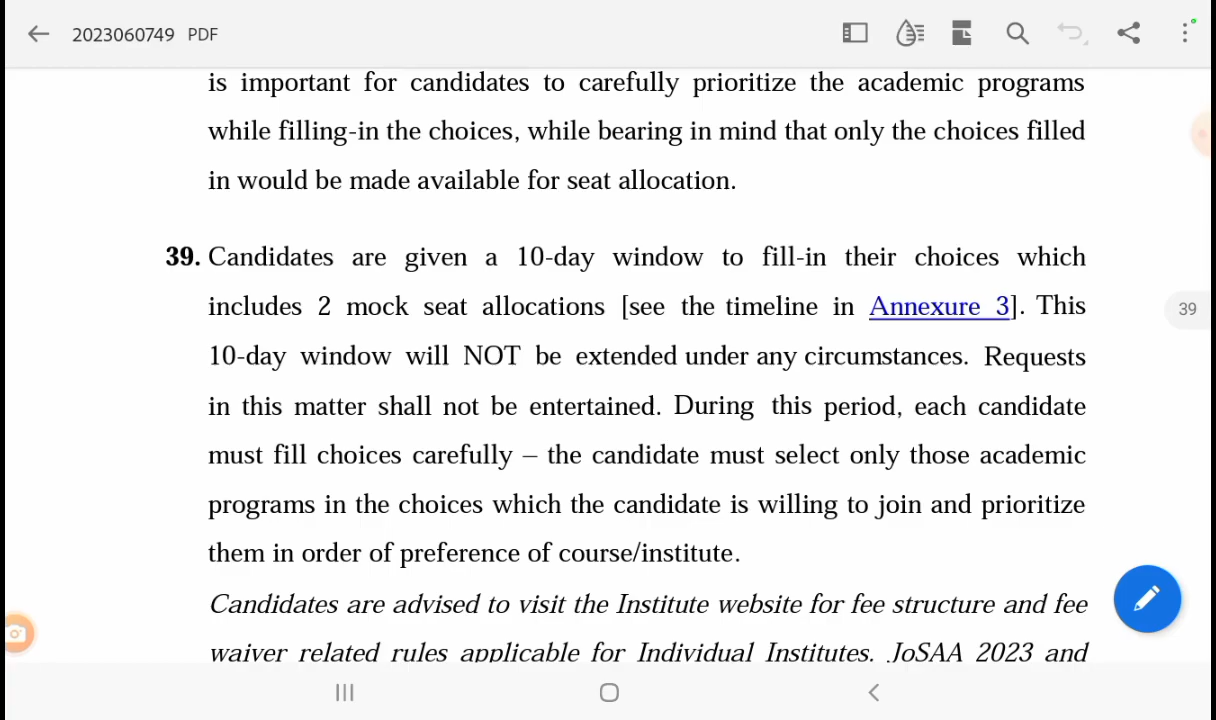 2023060749 PDF
is important for candidates to carefully prioritize the academic programs
while filling-in the choices, while bearing in mind that only the choices filled
in would be made available for seat allocation.
39. Candidates are given a 10-day window to fill-in their choices which
includes 2 mock seat allocations [see the timeline in Annexure 3]. This
10-day window will NOT be extended under any circumstances. Requests
in this matter shall not be entertained. During this period, each candidate
must fill choices carefully – the candidate must select only those academic
programs in the choices which the candidate is willing to join and prioritize
them in order of preference of course/institute.
Candidates are advised to visit the Institute website for fee structure and fee
waiver related rules applicable for Individual Institutes. JoSAA 2023 and
39